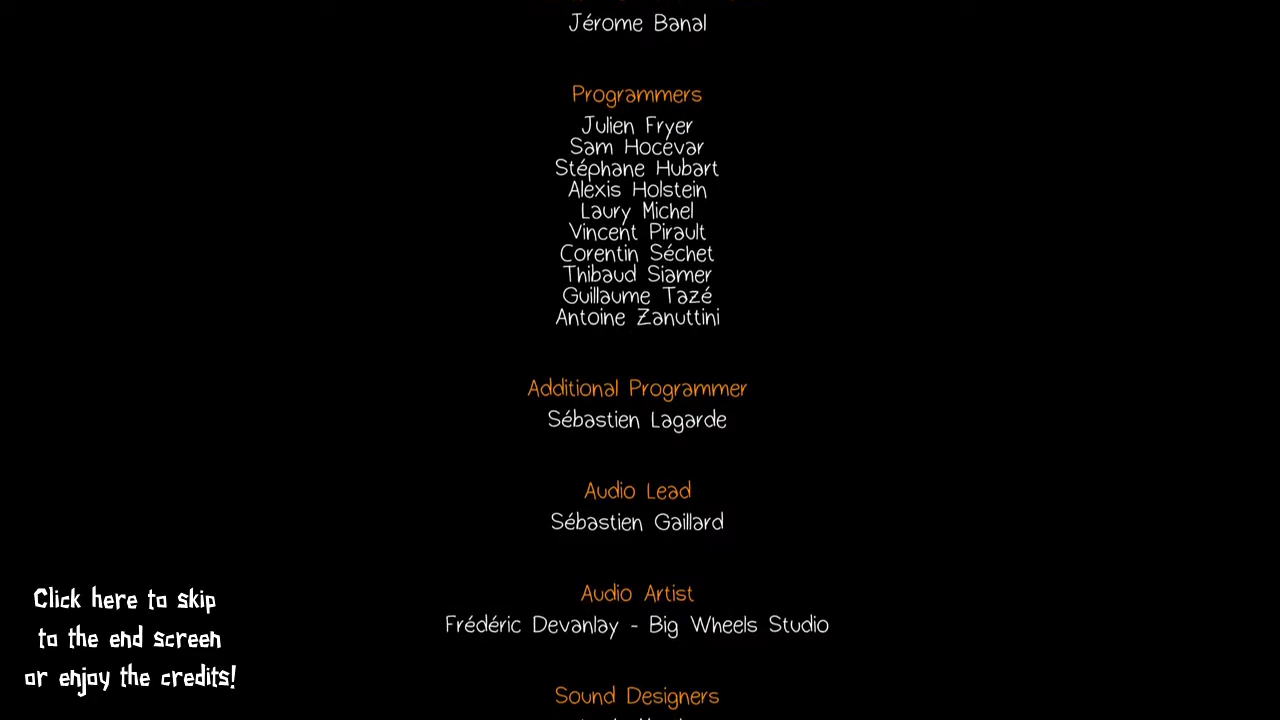 Jérome Banal
Programmers
Julien Fryer
Sam Hocevar
Stéphane Hubart
Alexis Holstein
Laury Michel
Vincent Pirault
Corentin Séchet
Thibaud Siamer
Guillaume Tazé
Antoine Zanuttini
Additional Programmer
Sébastien Lagarde
Audio Lead
Sébastien Gaillard
Audio Artist
Frédéric Devanlay - Big Wheels Studio
Sound Designers
Click here to skip
to the end screen
or enjoy the credits!